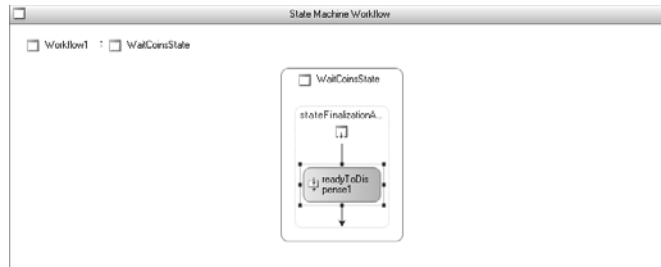 State Machine Workflow
Workflow1 : WaitCoinsState
WaitCoinsState
stateFinalizationA...
readyToDis
pense1